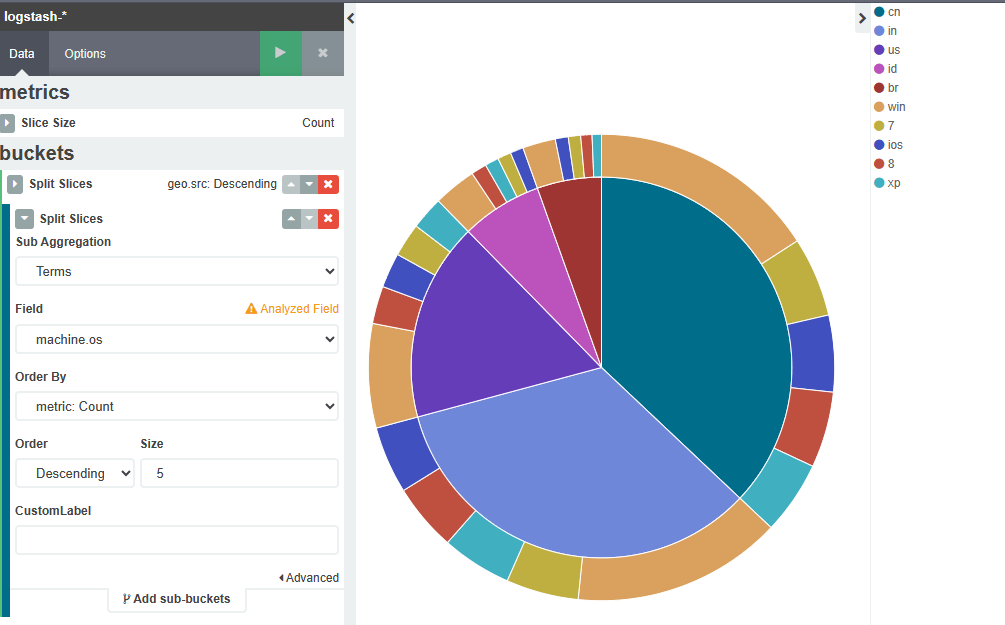 logstash-*
Data Options
metrics
Slice Size Count
buckets
Split Slices geo.src: Descending
Split Slices
Sub Aggregation
Terms
Field Analyzed Field
machine.os
Order By
metric: Count
Order Size
Descending 5
CustomLabel
Advanced
Add sub-buckets
cn
in
us
id
br
win
7
ios
8
xp